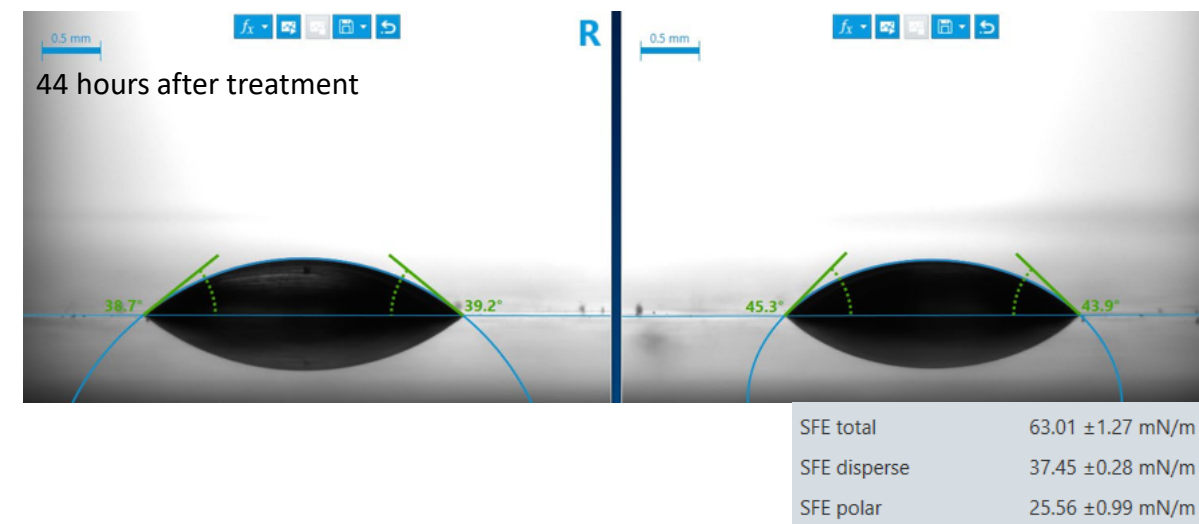 0.5 mm
fx
R
0.5 mm
fx
44 hours after treatment
38.7°
39.2°
45.3°
43.9°
SFE total 63.01 ±1.27 mN/m
SFE disperse 37.45 ±0.28 mN/m
SFE polar 25.56 ±0.99 mN/m